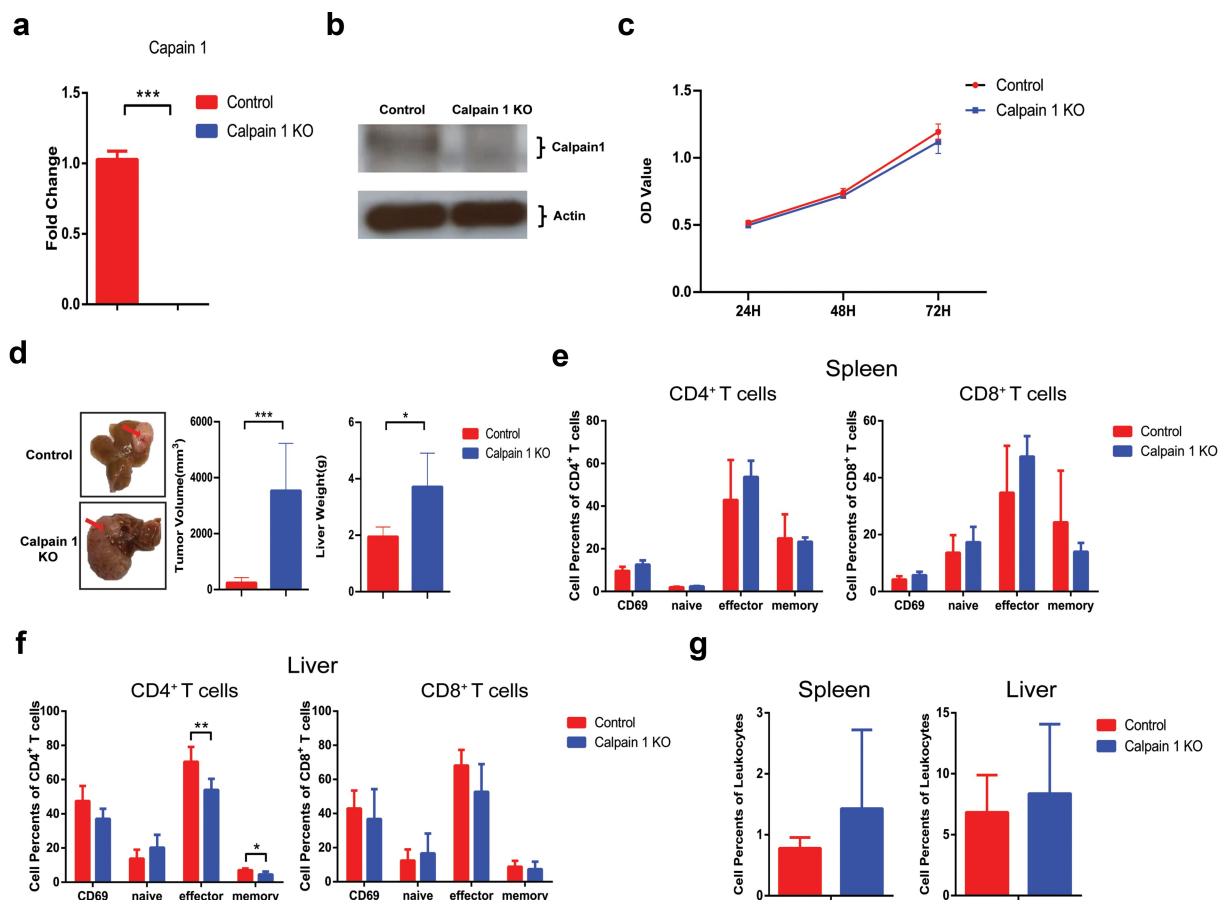 a
Capain 1
Fold Change
1.5
1.0
0.5
0.0
***
Control
Calpain 1 KO
b
Control Calpain 1 KO
Calpain1
Actin
c
OD Value
1.5
1.0
0.5
0.0
24H 48H 72H
Control
Calpain 1 KO
d
Control
Calpain 1
KO
Tumor Volume(mm³)
6000
4000
2000
0
***
Liver Weight(g)
6
4
2
0
*
Control
Calpain 1 KO
e
Spleen
CD4⁺ T cells
Cell Percents of CD4⁺ T cells
80
60
40
20
0
CD69 naive effector memory
CD8⁺ T cells
Cell Percents of CD8⁺ T cells
60
40
20
0
CD69 naive effector memory
Control
Calpain 1 KO
f
Liver
CD4⁺ T cells
Cell Percents of CD4⁺ T cells
100
80
60
40
20
0
**
*
CD69 naive effector memory
CD8⁺ T cells
Cell Percents of CD8⁺ T cells
100
80
60
40
20
0
CD69 naive effector memory
Control
Calpain 1 KO
g
Spleen
Cell Percents of Leukocytes
3
2
1
0
Liver
Cell Percents of Leukocytes
15
10
5
0
Control
Calpain 1 KO